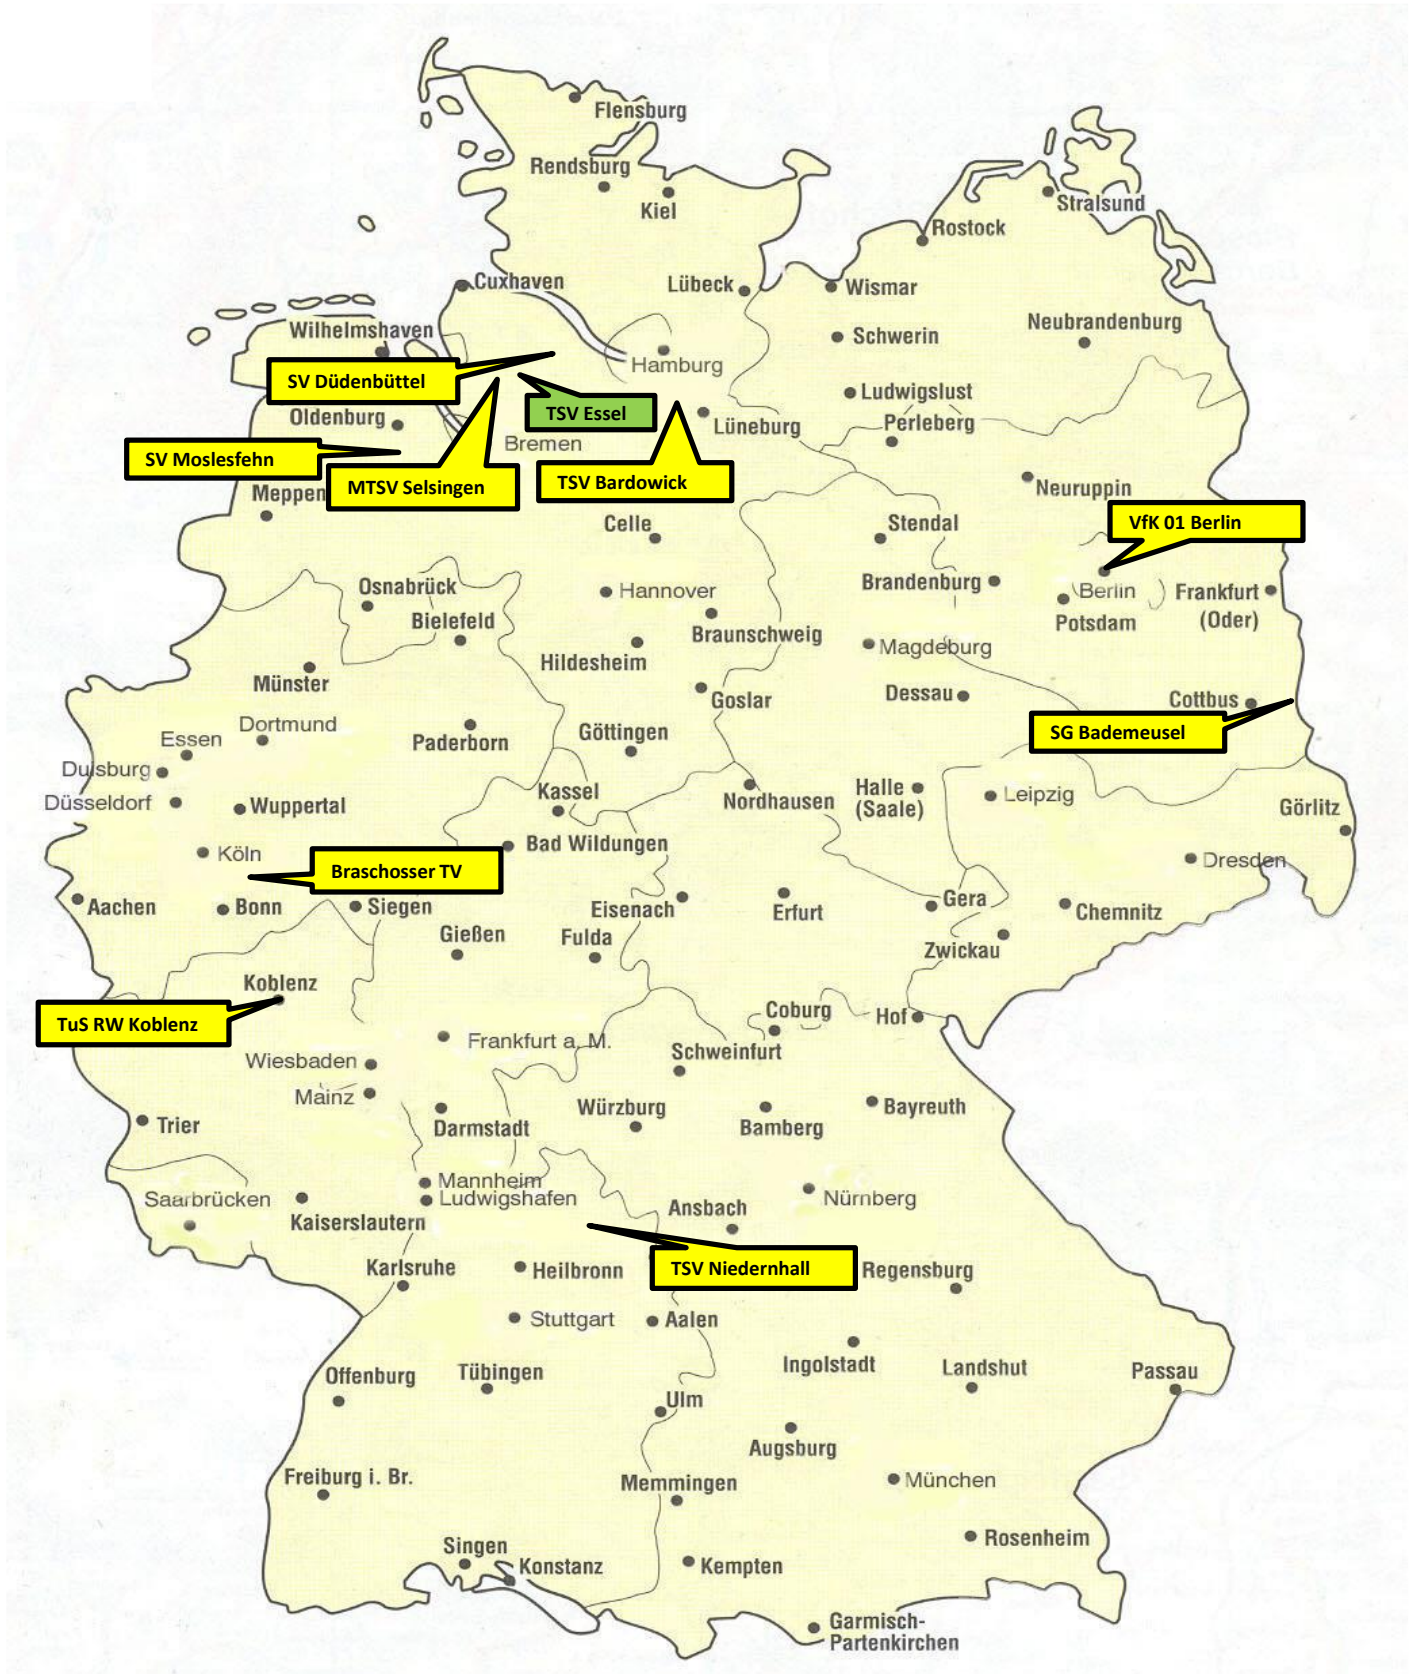 Flensburg
Rendsburg
Kiel
Stralsund
Rostock
Cuxhaven
Lübeck
Wismar
Wilhelmshaven
Schwerin
Neubrandenburg
Hamburg
SV Düdenbüttel
Ludwigslust
TSV Essel
Oldenburg
Lüneburg
Perleberg
Bremen
SV Moslesfehn
MTSV Selsingen
TSV Bardowick
Meppen
Neuruppin
Celle
Stendal
VfK 01 Berlin
Osnabrück
Hannover
Brandenburg
Berlin
Frankfurt
(Oder)
Bielefeld
Braunschweig
Potsdam
Hildesheim
Magdeburg
Münster
Goslar
Dessau
Cottbus
Dortmund
Essen
Paderborn
Göttingen
SG Bademeusel
Duisburg
Düsseldorf
Wuppertal
Kassel
Nordhausen
Halle
(Saale)
Leipzig
Görlitz
Köln
Bad Wildungen
Dresden
Braschosser TV
Aachen
Bonn
Siegen
Eisenach
Erfurt
Gera
Chemnitz
Gießen
Fulda
Zwickau
Koblenz
TuS RW Koblenz
Coburg
Hof
Frankfurt a. M.
Schweinfurt
Wiesbaden
Mainz
Würzburg
Bayreuth
Trier
Darmstadt
Bamberg
Mannheim
Ludwigshafen
Saarbrücken
Kaiserslautern
Ansbach
Nürnberg
Karlsruhe
Heilbronn
TSV Niedernhall
Regensburg
Stuttgart
Aalen
Offenburg
Tübingen
Ingolstadt
Landshut
Passau
Ulm
Augsburg
Freiburg i. Br.
Memmingen
München
Singen
Konstanz
Kempten
Rosenheim
Garmisch-
Partenkirchen